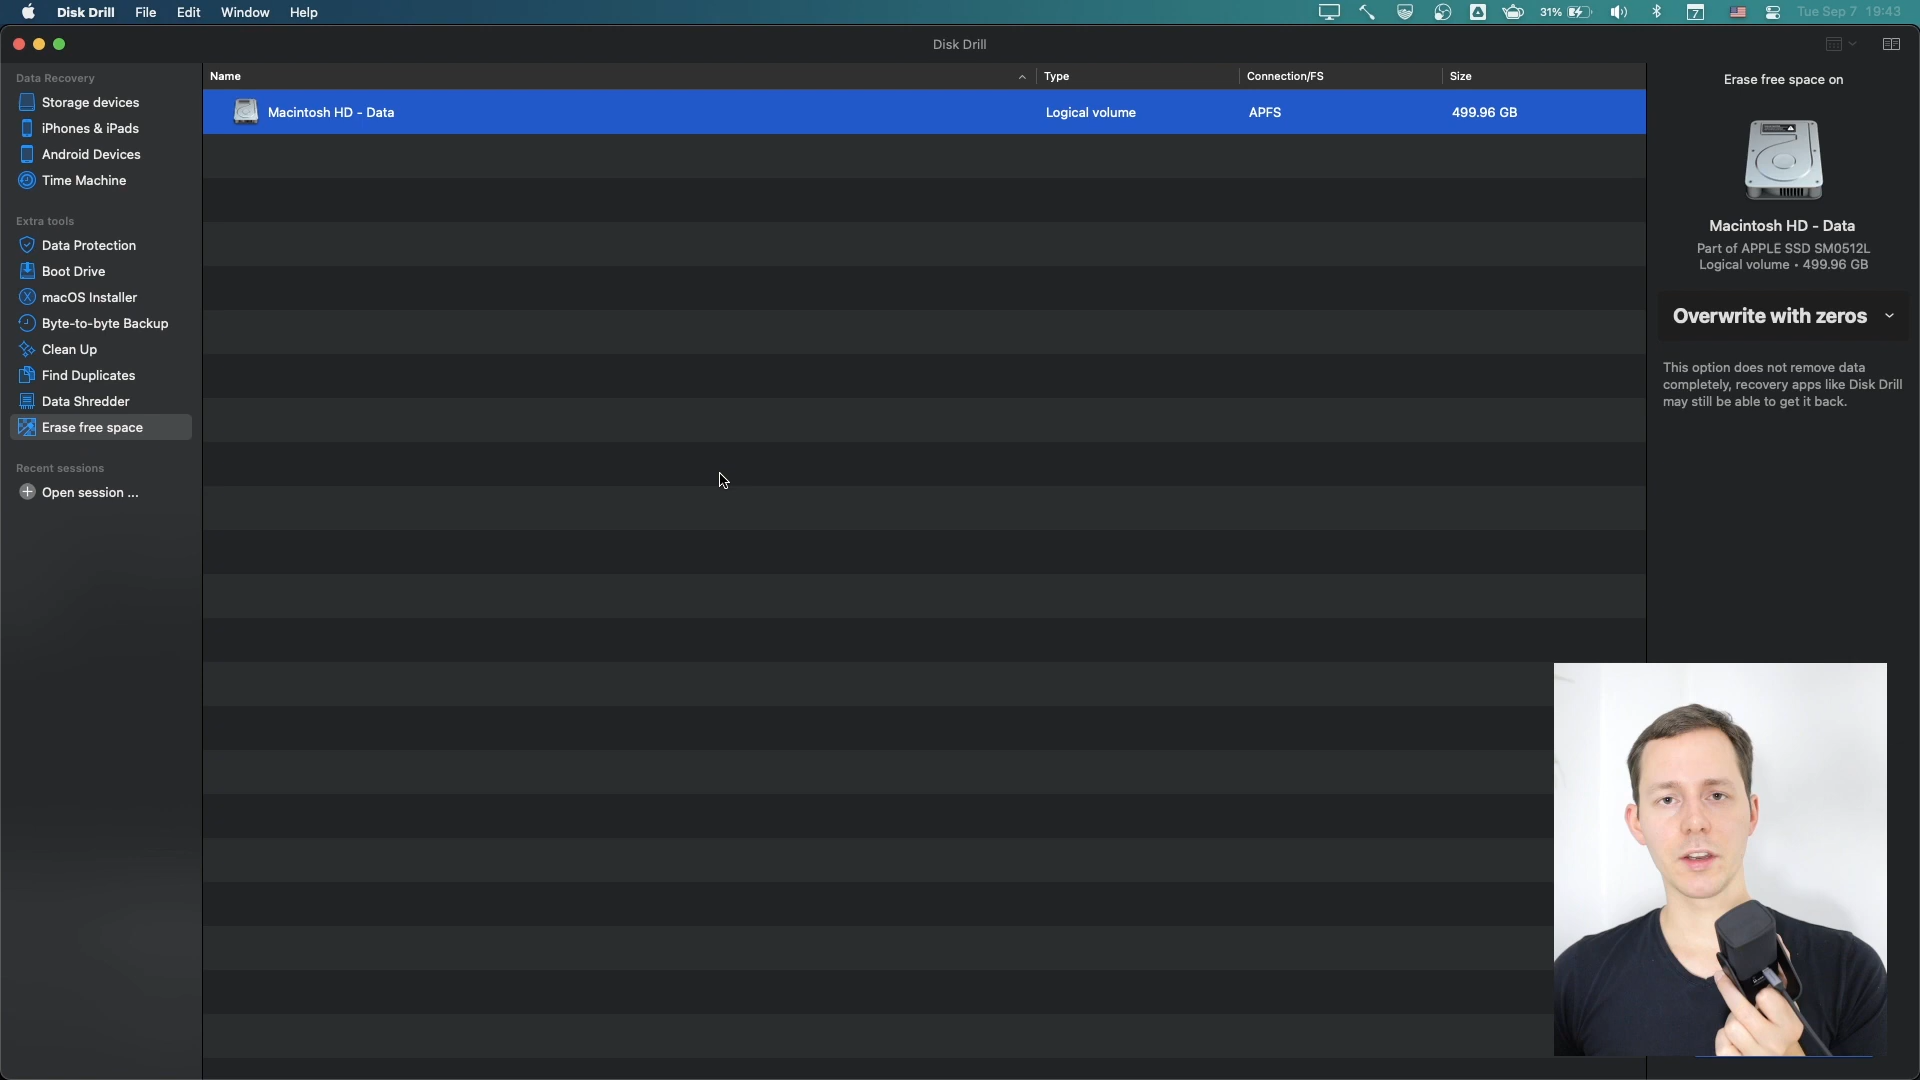 Disk Drill File Edit Window Help
31%
7
Tue Sep 7 19:43
Disk Drill
Data Recovery
Storage devices
iPhones & iPads
Android Devices
Time Machine
Extra tools
Data Protection
Boot Drive
macOS Installer
Byte-to-byte Backup
Clean Up
Find Duplicates
Data Shredder
Erase free space
Recent sessions
Open session ...
Name Type Connection/FS Size
Macintosh HD - Data Logical volume APFS 499.96 GB
Erase free space on
Macintosh HD - Data
Part of APPLE SSD SM0512L
Logical volume • 499.96 GB
Overwrite with zeros
This option does not remove data
completely, recovery apps like Disk Drill
may still be able to get it back.